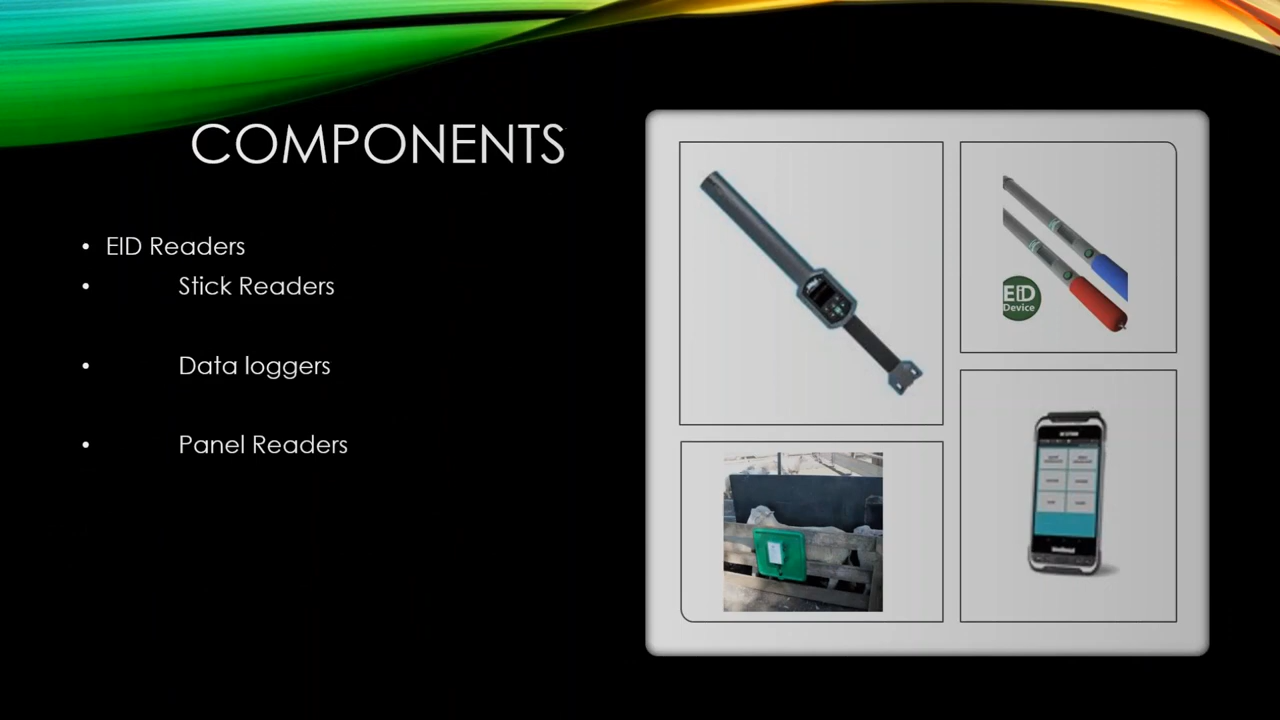 COMPONENTS
• EID Readers
• Stick Readers
• Data loggers
• Panel Readers
EiD
Device